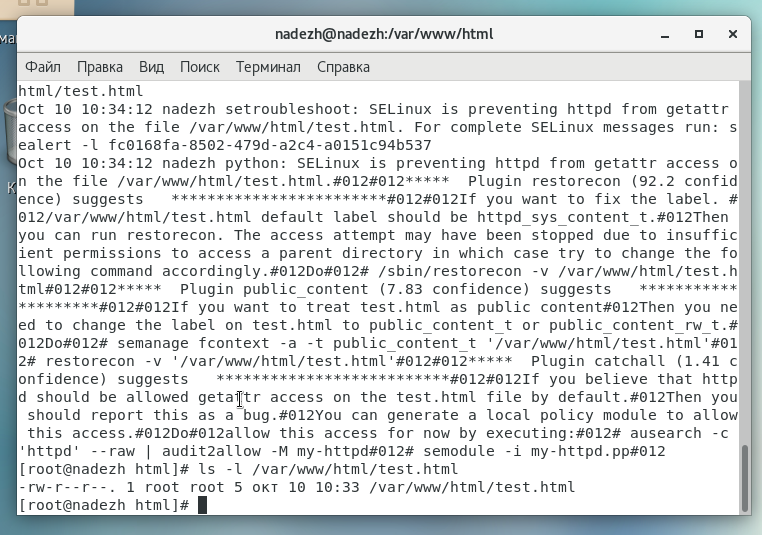 nadezh@nadezh:/var/www/html
Файл Правка Вид Поиск Терминал Справка
html/test.html
Oct 10 10:34:12 nadezh setroubleshoot: SELinux is preventing httpd from getattr
access on the file /var/www/html/test.html. For complete SELinux messages run: s
ealert -l fc0168fa-8502-479d-a2c4-a0151c94b537
Oct 10 10:34:12 nadezh python: SELinux is preventing httpd from getattr access o
n the file /var/www/html/test.html.#012#012*****  Plugin restorecon (92.2 confid
ence) suggests   ************************#012#012If you want to fix the label. #
012/var/www/html/test.html default label should be httpd_sys_content_t.#012Then
you can run restorecon. The access attempt may have been stopped due to insuffic
ient permissions to access a parent directory in which case try to change the fo
llowing command accordingly.#012Do#012# /sbin/restorecon -v /var/www/html/test.h
tml#012#012*****  Plugin public_content (7.83 confidence) suggests   ***********
*********#012#012If you want to treat test.html as public content#012Then you ne
ed to change the label on test.html to public_content_t or public_content_rw_t.#
012Do#012# semanage fcontext -a -t public_content_t '/var/www/html/test.html'#01
2# restorecon -v '/var/www/html/test.html'#012#012*****  Plugin catchall (1.41 c
onfidence) suggests   **************************#012#012If you believe that http
d should be allowed getattr access on the test.html file by default.#012Then you
 should report this as a bug.#012You can generate a local policy module to allow
 this access.#012Do#012allow this access for now by executing:#012# ausearch -c
'httpd' --raw | audit2allow -M my-httpd#012# semodule -i my-httpd.pp#012
[root@nadezh html]# ls -l /var/www/html/test.html
-rw-r--r--. 1 root root 5 окт 10 10:33 /var/www/html/test.html
[root@nadezh html]#